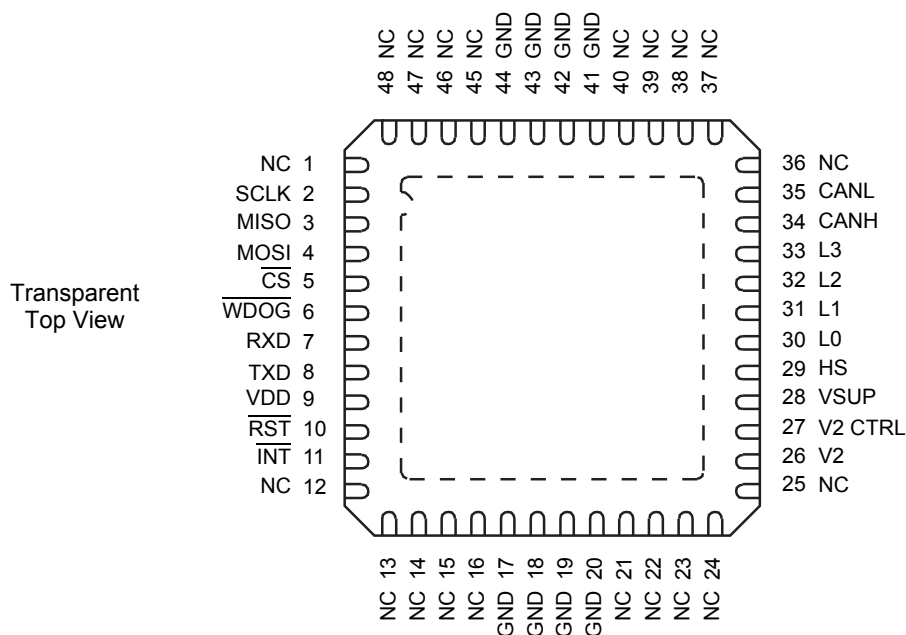 48 NC
47 NC
46 NC
45 NC
44 GND
43 GND
42 GND
41 GND
40 NC
39 NC
38 NC
37 NC
NC 1
SCLK 2
MISO 3
MOSI 4
CS 5
WDOG 6
RXD 7
TXD 8
VDD 9
RST 10
INT 11
NC 12
Transparent
Top View
36 NC
35 CANL
34 CANH
33 L3
32 L2
31 L1
30 L0
29 HS
28 VSUP
27 V2 CTRL
26 V2
25 NC
NC 13
NC 14
NC 15
NC 16
GND 17
GND 18
GND 19
GND 20
NC 21
NC 22
NC 23
NC 24